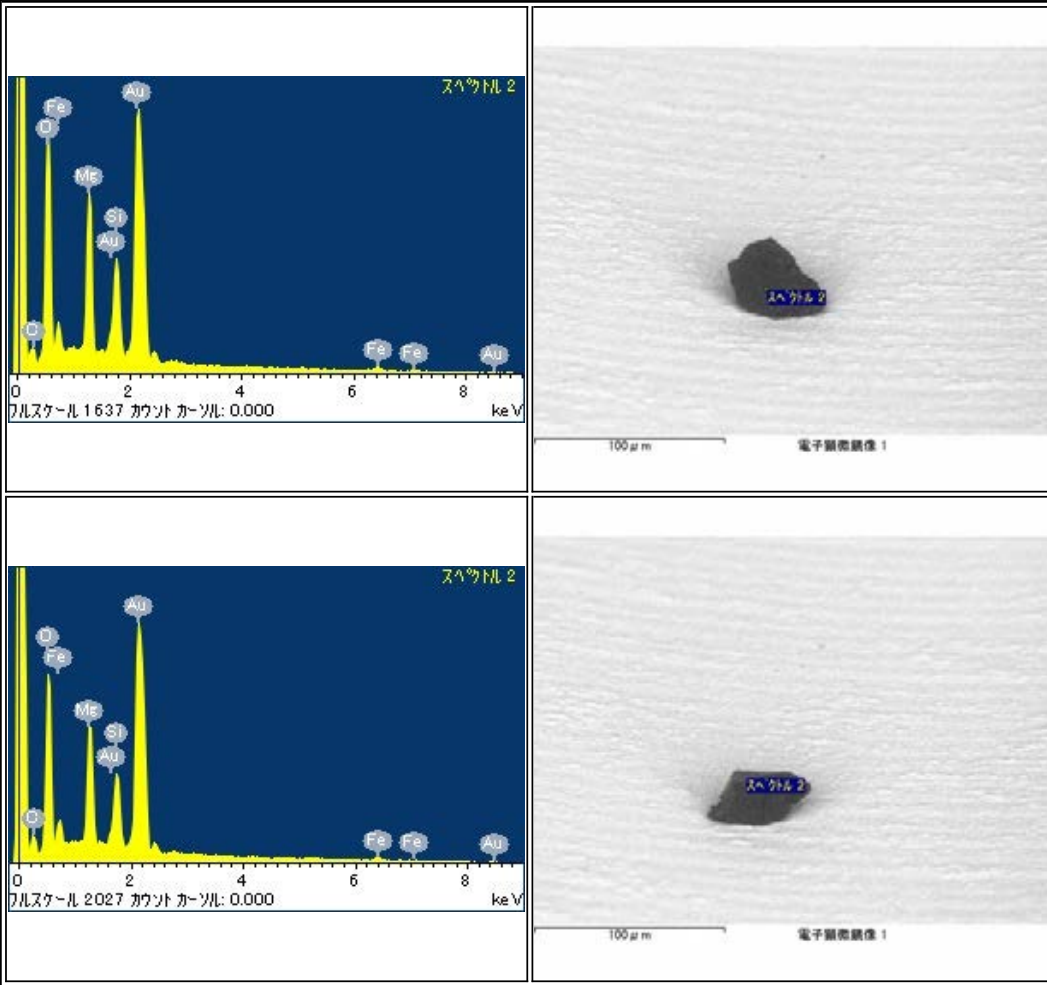 スペクトル 2
Au
Fe
O
Mg
Si
Au
C
Fe
Fe
Au
0 2 4 6 8
フルスケール 1637 カウント カーソル: 0.000 keV
スペクトル 2
100μm 電子顕微鏡像 1
スペクトル 2
Au
O
Fe
Mg
Si
Au
C
Fe
Fe
Au
0 2 4 6 8
フルスケール 2027 カウント カーソル: 0.000 keV
スペクトル 2
100μm 電子顕微鏡像 1